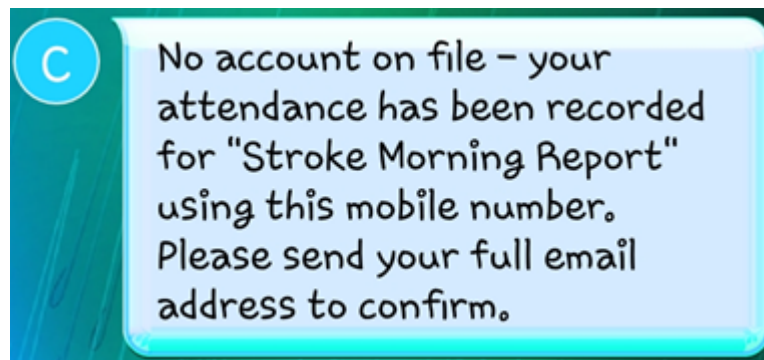 C
No account on file - your
attendance has been recorded
for "Stroke Morning Report"
using this mobile number.
Please send your full email
address to confirm.